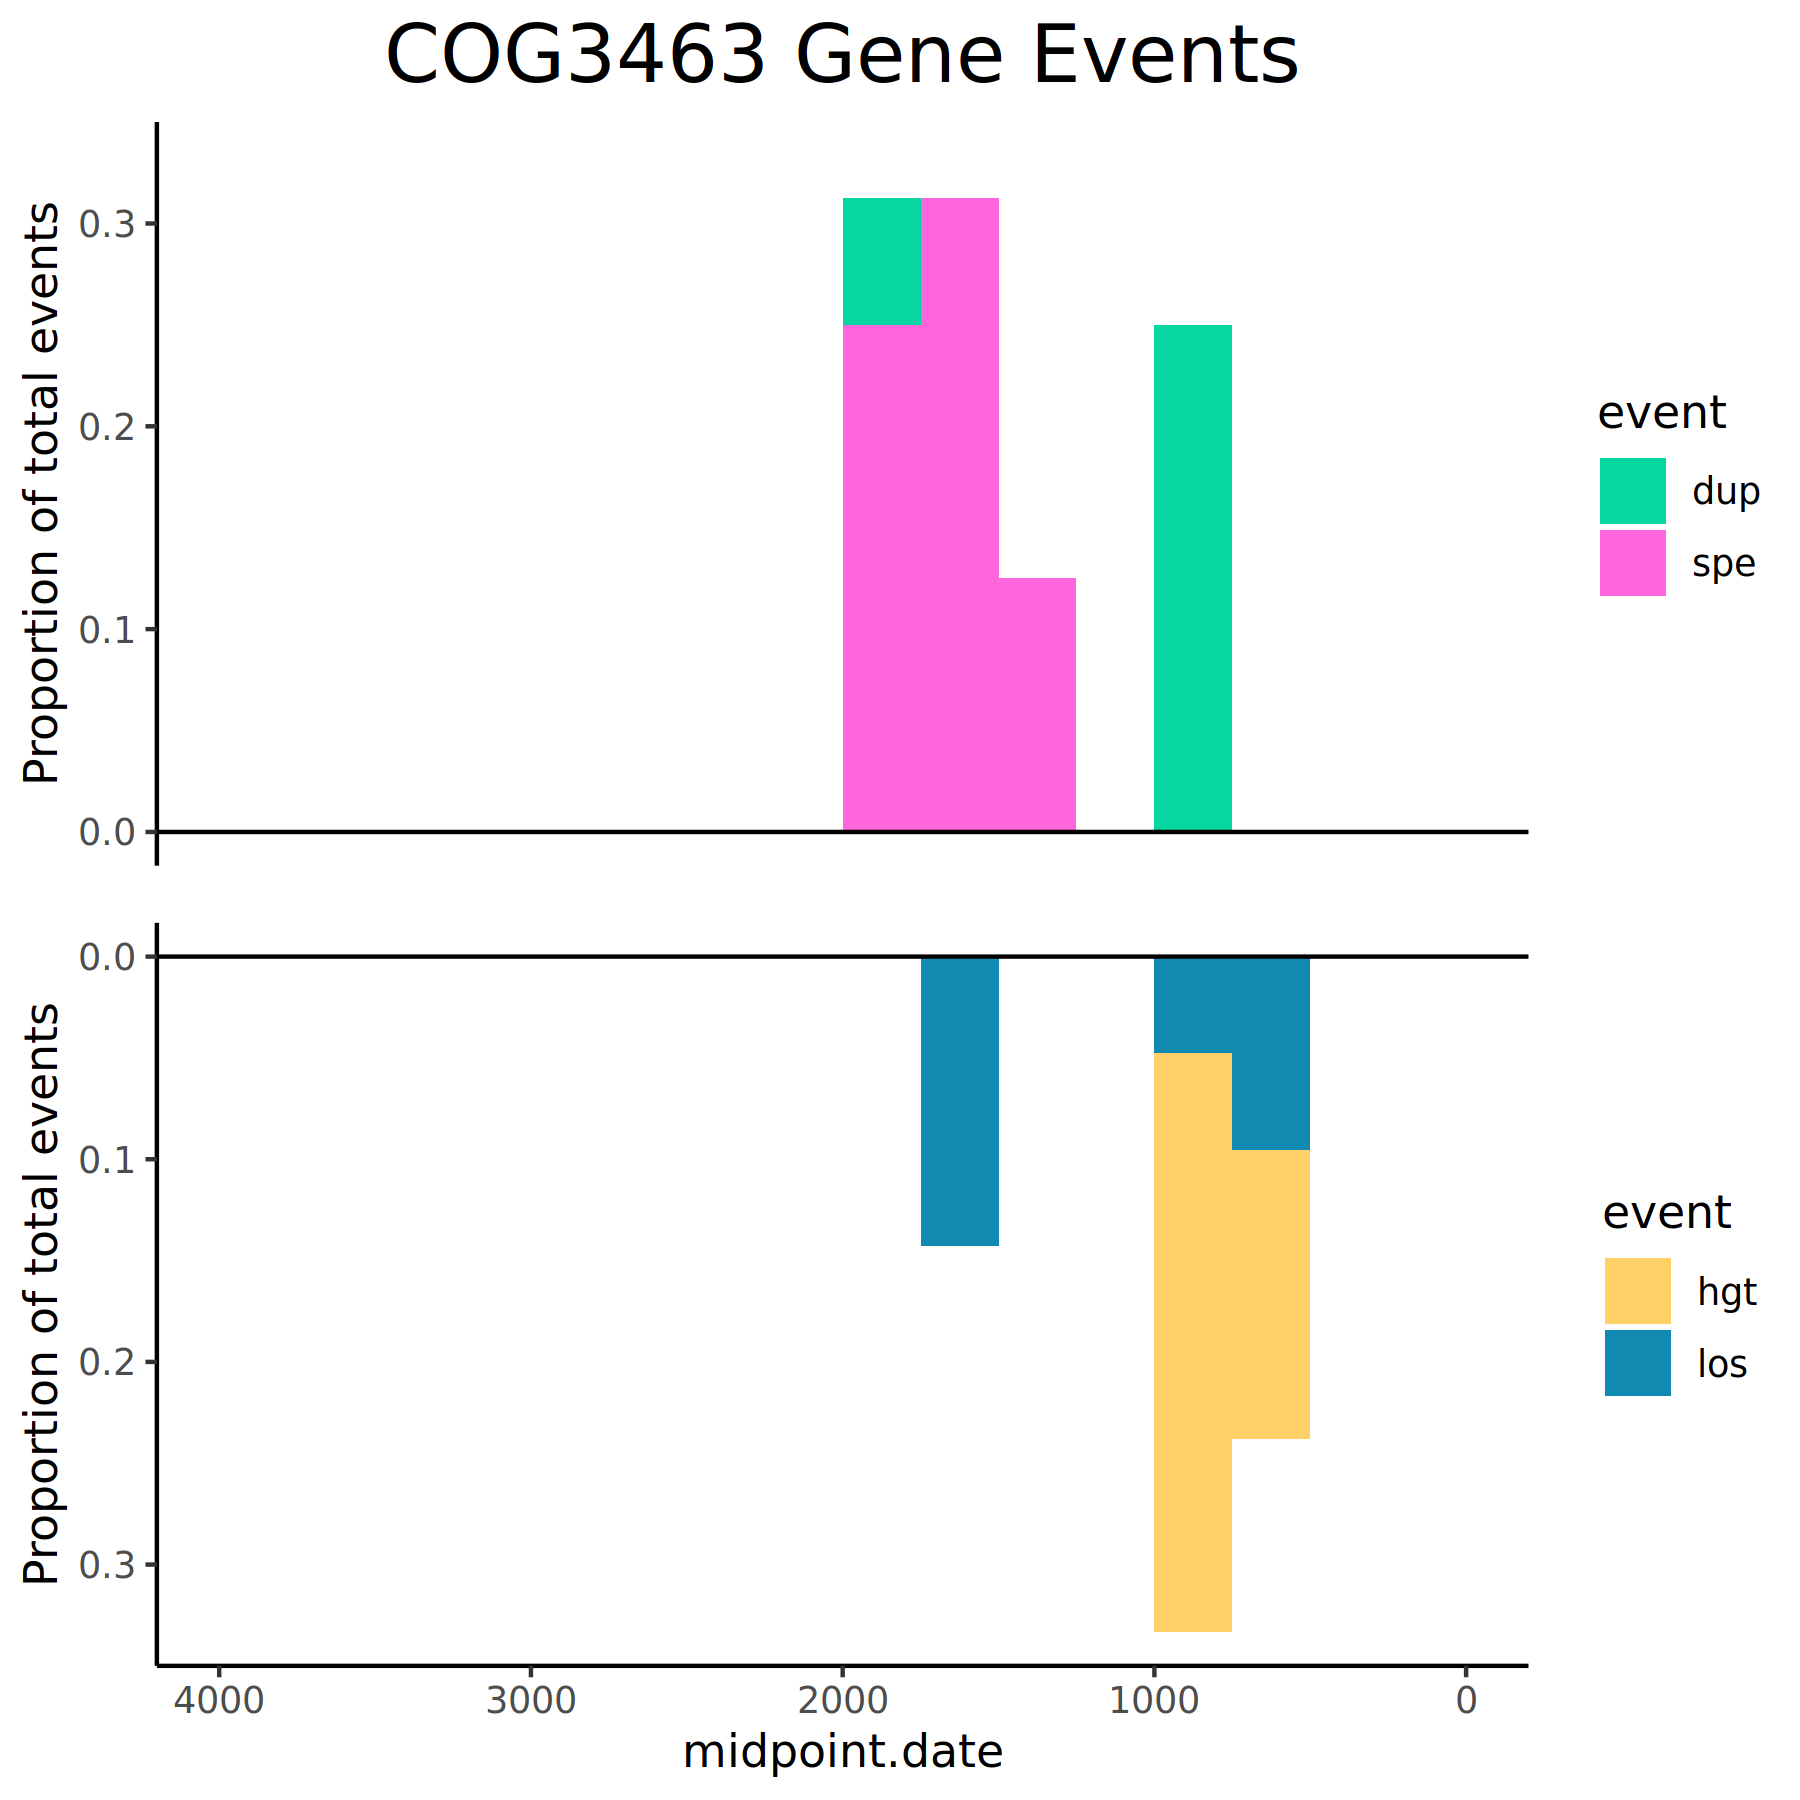 COG3463 Gene Events
Proportion of total events
0.3
0.2
0.1
0.0
event
dup
spe
Proportion of total events
0.0
0.1
0.2
0.3
event
hgt
los
4000 3000 2000 1000 0
midpoint.date